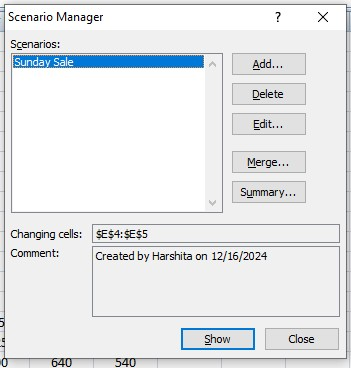 Scenario Manager
? ×
Scenarios:
Sunday Sale
Add...
Delete
Edit...
Merge...
Summary...
Changing cells: $E$4:$E$5
Comment: Created by Harshita on 12/16/2024
Show Close
640 540